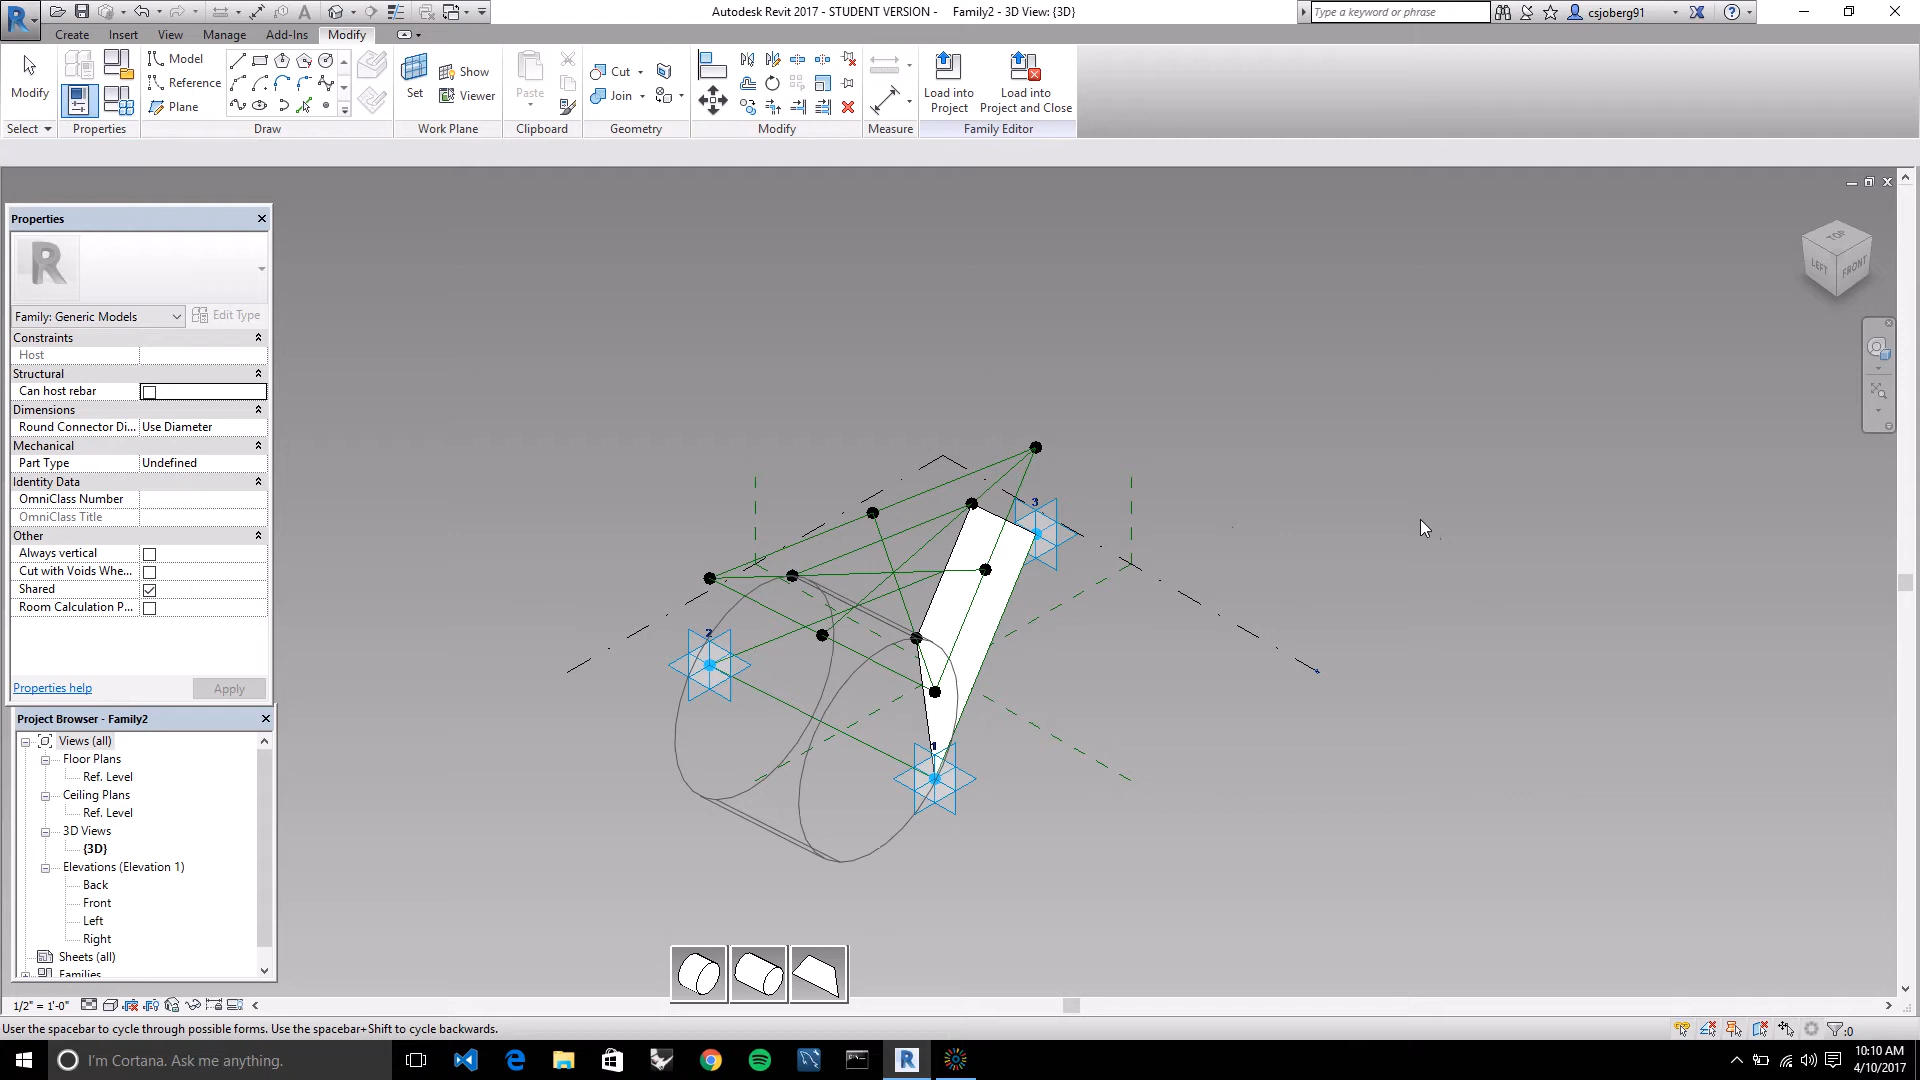 Autodesk Revit 2017 - STUDENT VERSION - Family2 - 3D View: {3D}
Type a keyword or phrase
csjoberg91
Create
Insert
View
Manage
Add-Ins
Modify
Modify
Model
Reference
Plane
Set
Show
Viewer
Paste
Cut
Join
Load into
Project
Load into
Project and Close
Select
Properties
Draw
Work Plane
Clipboard
Geometry
Modify
Measure
Family Editor
Properties
Family: Generic Models
Edit Type
Constraints
Host
Structural
Can host rebar
Dimensions
Round Connector Di...
Use Diameter
Mechanical
Part Type
Undefined
Identity Data
OmniClass Number
OmniClass Title
Other
Always vertical
Cut with Voids Whe...
Shared
Room Calculation P...
Properties help
Apply
Project Browser - Family2
Views (all)
Floor Plans
Ref. Level
Ceiling Plans
Ref. Level
3D Views
{3D}
Elevations (Elevation 1)
Back
Front
Left
Right
Sheets (all)
Families
TOP
LEFT
FRONT
3
2
1
1/2" = 1'-0"
User the spacebar to cycle through possible forms. Use the spacebar+Shift to cycle backwards.
:0
I'm Cortana. Ask me anything.
10:10 AM
4/10/2017